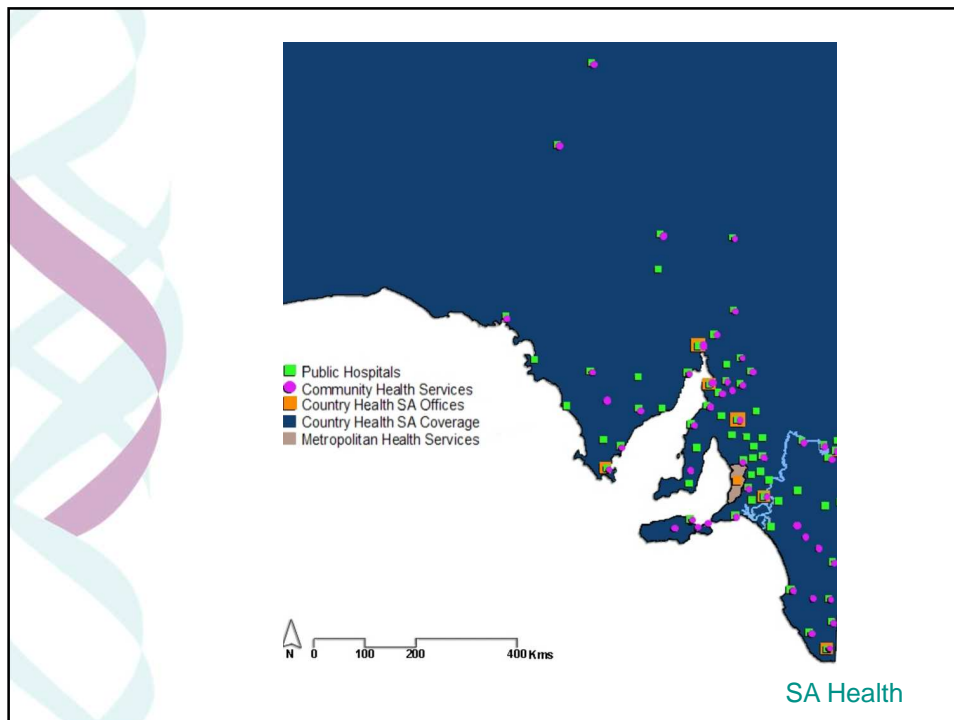 Public Hospitals
Community Health Services
Country Health SA Offices
Country Health SA Coverage
Metropolitan Health Services
N 0 100 200 400 Kms
SA Health